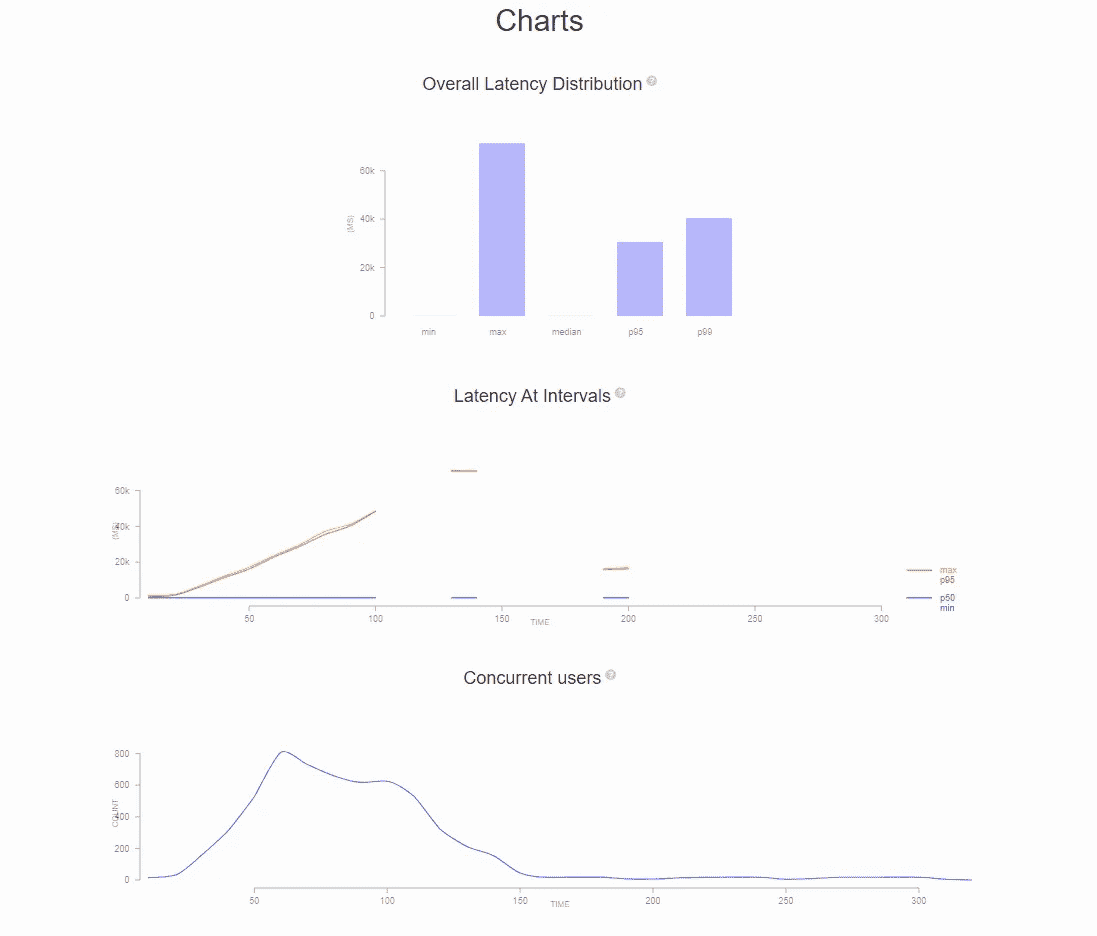 Charts
Overall Latency Distribution ?
60k
(MS)
40k
20k
0
min max median p95 p99
Latency At Intervals ?
60k
(MS)
40k
20k
0
max
p95
p50
min
50 100 150 200 250 300
TIME
Concurrent users ?
800
600
COUNT
400
200
0
50 100 150 200 250 300
TIME